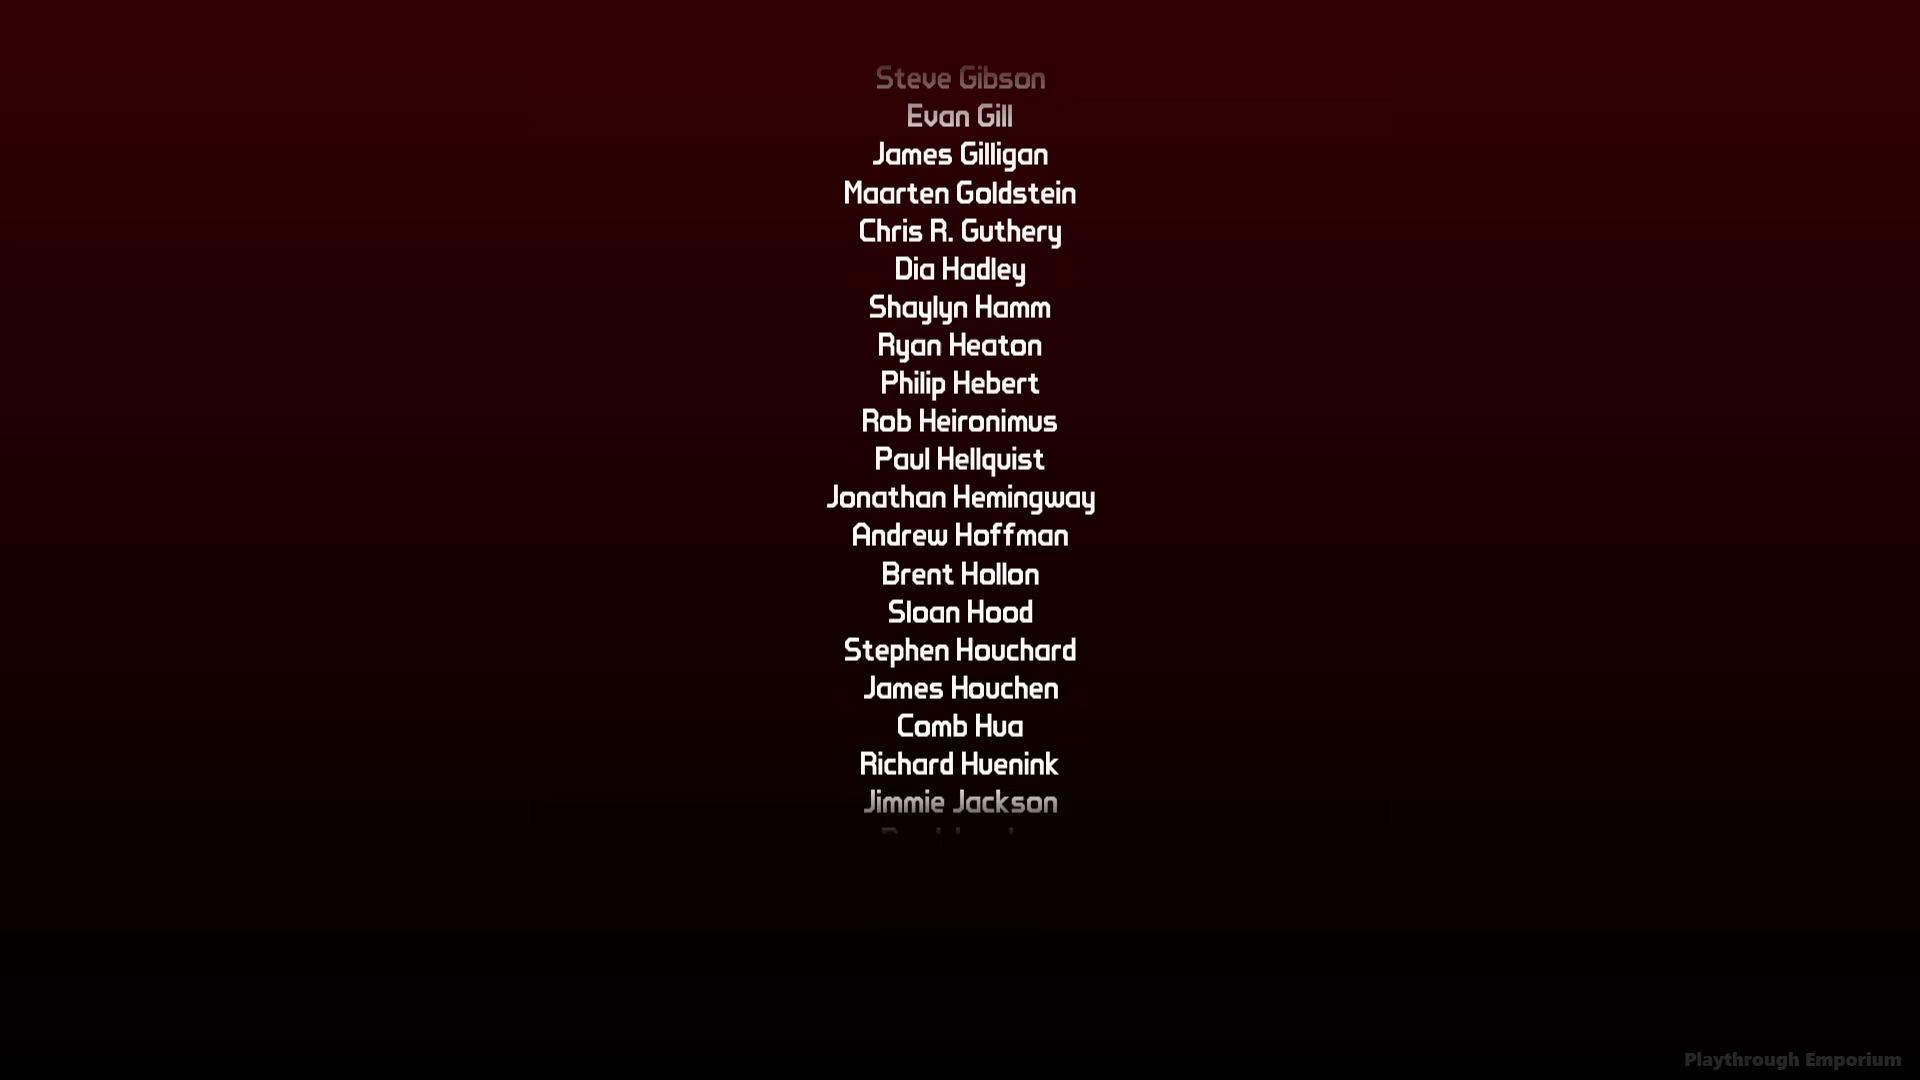 Steve Gibson
Evan Gill
James Gilligan
Maarten Goldstein
Chris R. Guthery
Dia Hadley
Shaylyn Hamm
Ryan Heaton
Philip Hebert
Rob Heironimus
Paul Hellquist
Jonathan Hemingway
Andrew Hoffman
Brent Hollon
Sloan Hood
Stephen Houchard
James Houchen
Comb Hua
Richard Huenink
Jimmie Jackson
Playthrough Emporium